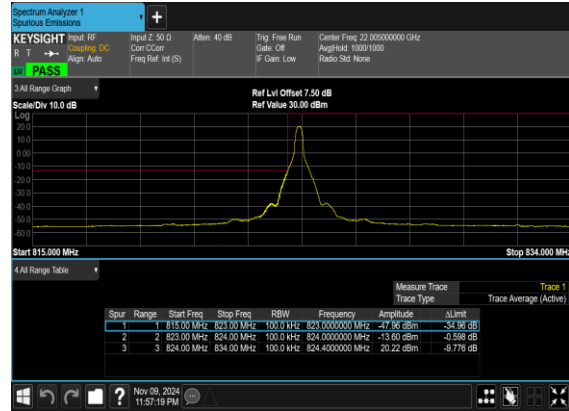 Spectrum Analyzer 1
Spurious Emissions
KEYSIGHT
R T
LXI PASS
Input: RF
Coupling: DC
Align: Auto
Input Z: 50 Ω
Corr CCorr
Freq Ref: Int (S)
Atten: 40 dB
Trig: Free Run
Gate: Off
IF Gain: Low
Center Freq: 22.005000000 GHz
Avg|Hold: 1000/1000
Radio Std: None
3 All Range Graph
Scale/Div 10.0 dB
Ref Lvl Offset 7.50 dB
Ref Value 30.00 dBm
Log
20.0
10.0
0.00
-10.0
-20.0
-30.0
-40.0
-50.0
-60.0
Start 815.000 MHz
Stop 834.000 MHz
4 All Range Table
Measure Trace Trace 1
Trace Type Trace Average (Active)
Spur Range Start Freq Stop Freq RBW Frequency Amplitude ΔLimit
1 1 815.00 MHz 823.00 MHz 100.0 kHz 823.0000000 MHz -47.96 dBm -34.96 dB
2 2 823.00 MHz 824.00 MHz 100.0 kHz 824.0000000 MHz -13.60 dBm -0.598 dB
3 3 824.00 MHz 834.00 MHz 100.0 kHz 824.4000000 MHz 20.22 dBm -9.776 dB
?
Nov 09, 2024
11:57:19 PM